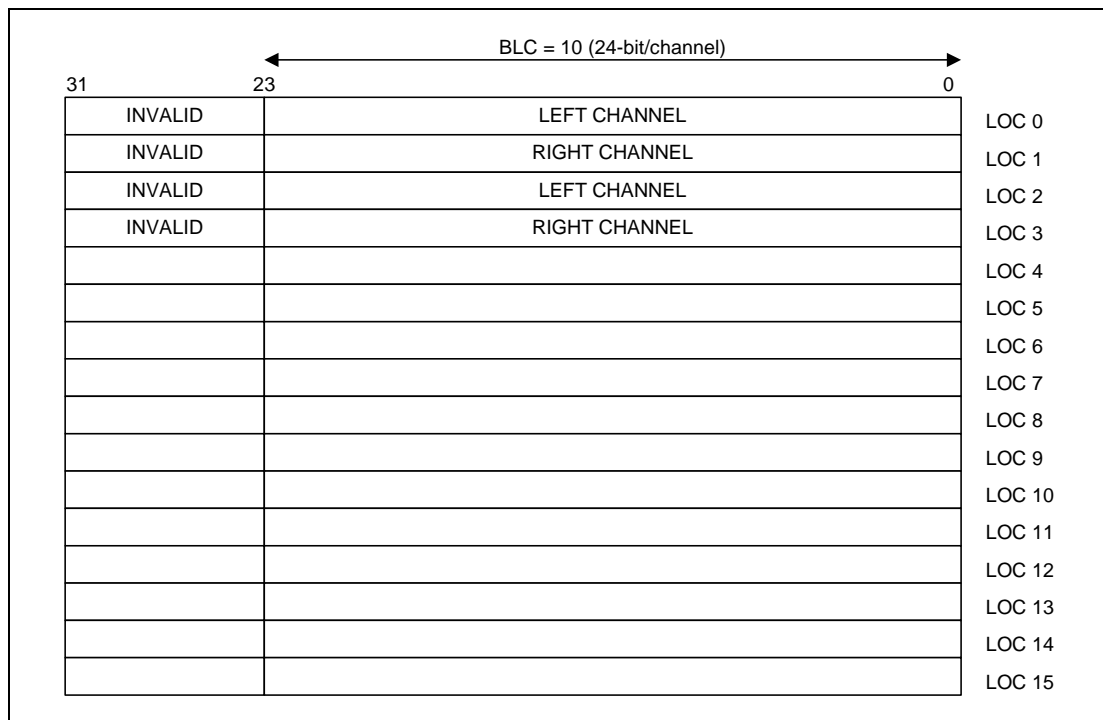 BLC = 10 (24-bit/channel)
31 23 0
INVALID LEFT CHANNEL LOC 0
INVALID RIGHT CHANNEL LOC 1
INVALID LEFT CHANNEL LOC 2
INVALID RIGHT CHANNEL LOC 3
LOC 4
LOC 5
LOC 6
LOC 7
LOC 8
LOC 9
LOC 10
LOC 11
LOC 12
LOC 13
LOC 14
LOC 15